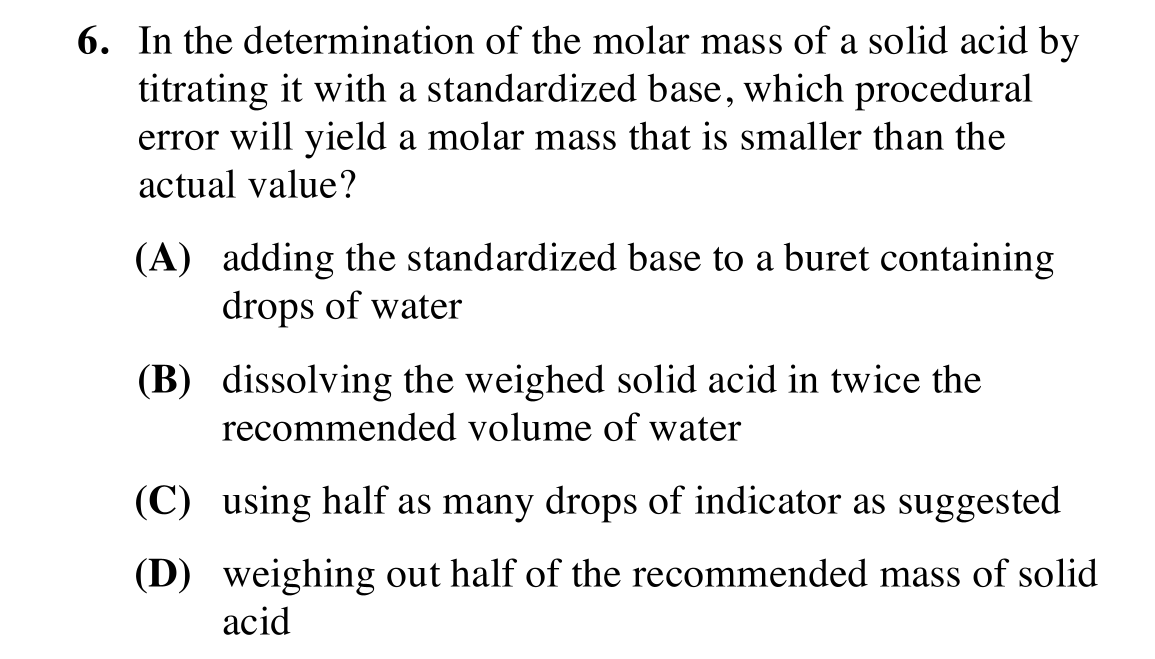 6. In the determination of the molar mass of a solid acid by
titrating it with a standardized base, which procedural
error will yield a molar mass that is smaller than the
actual value?
(A) adding the standardized base to a buret containing
drops of water
(B) dissolving the weighed solid acid in twice the
recommended volume of water
(C) using half as many drops of indicator as suggested
(D) weighing out half of the recommended mass of solid
acid